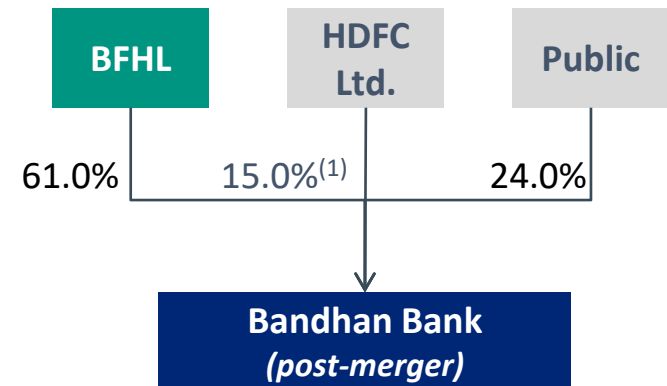 BFHL
HDFC
Ltd.
Public
61.0%
15.0%(1)
24.0%
Bandhan Bank
(post-merger)